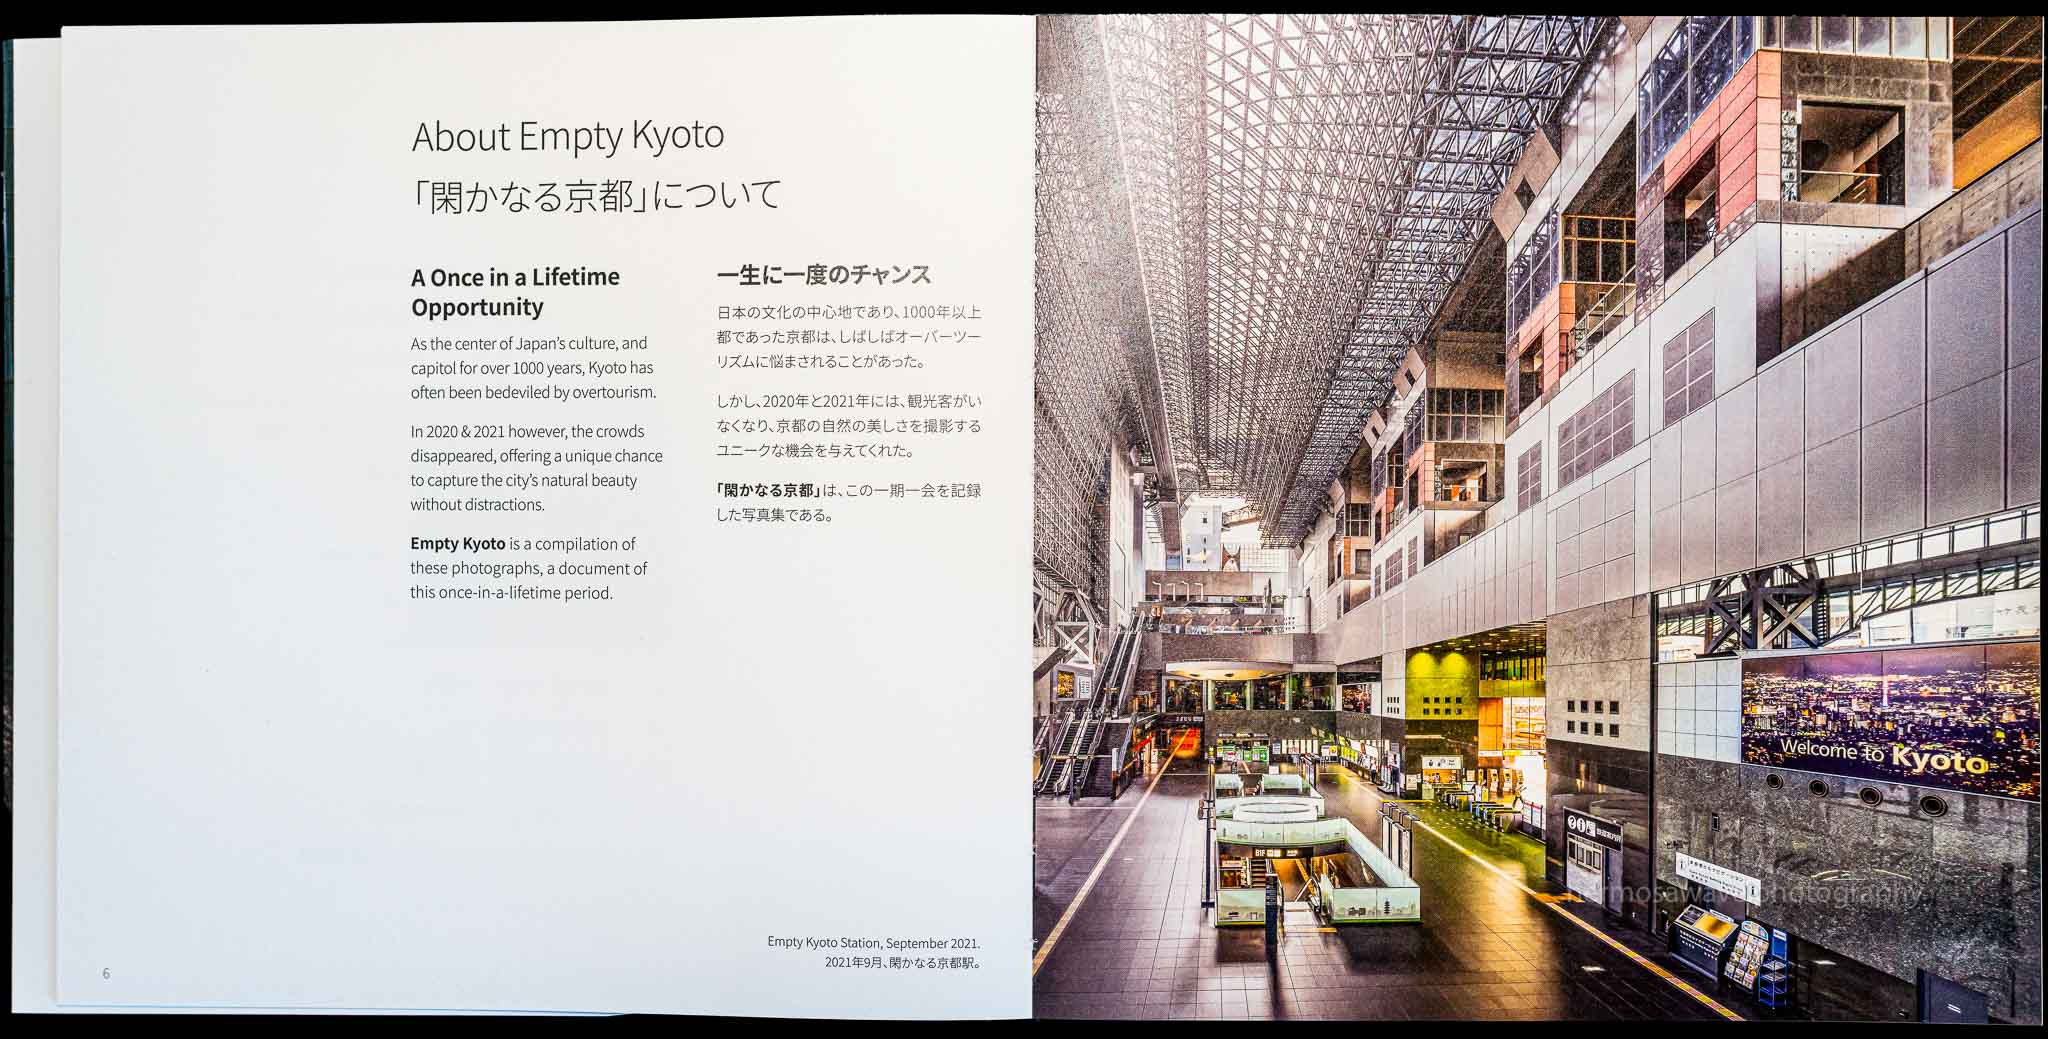 About Empty Kyoto
「閑かなる京都」について
A Once in a Lifetime
Opportunity
As the center of Japan's culture, and
capitol for over 1000 years, Kyoto has
often been bedeviled by overtourism.
In 2020 & 2021 however, the crowds
disappeared, offering a unique chance
to capture the city's natural beauty
without distractions.
Empty Kyoto is a compilation of
these photographs, a document of
this once-in-a-lifetime period.
一生に一度のチャンス
日本の文化の中心地であり、1000年以上
都であった京都は、しばしばオーバーツー
リズムに悩まされることがあった。
しかし、2020年と2021年には、観光客がい
なくなり、京都の自然の美しさを撮影する
ユニークな機会を与えてくれた。
「閑かなる京都」は、この一期一会を記録
した写真集である。
Empty Kyoto Station, September 2021.
2021年9月、閑かなる京都駅。
6
Welcome to Kyoto
B1F
hermosawave photography